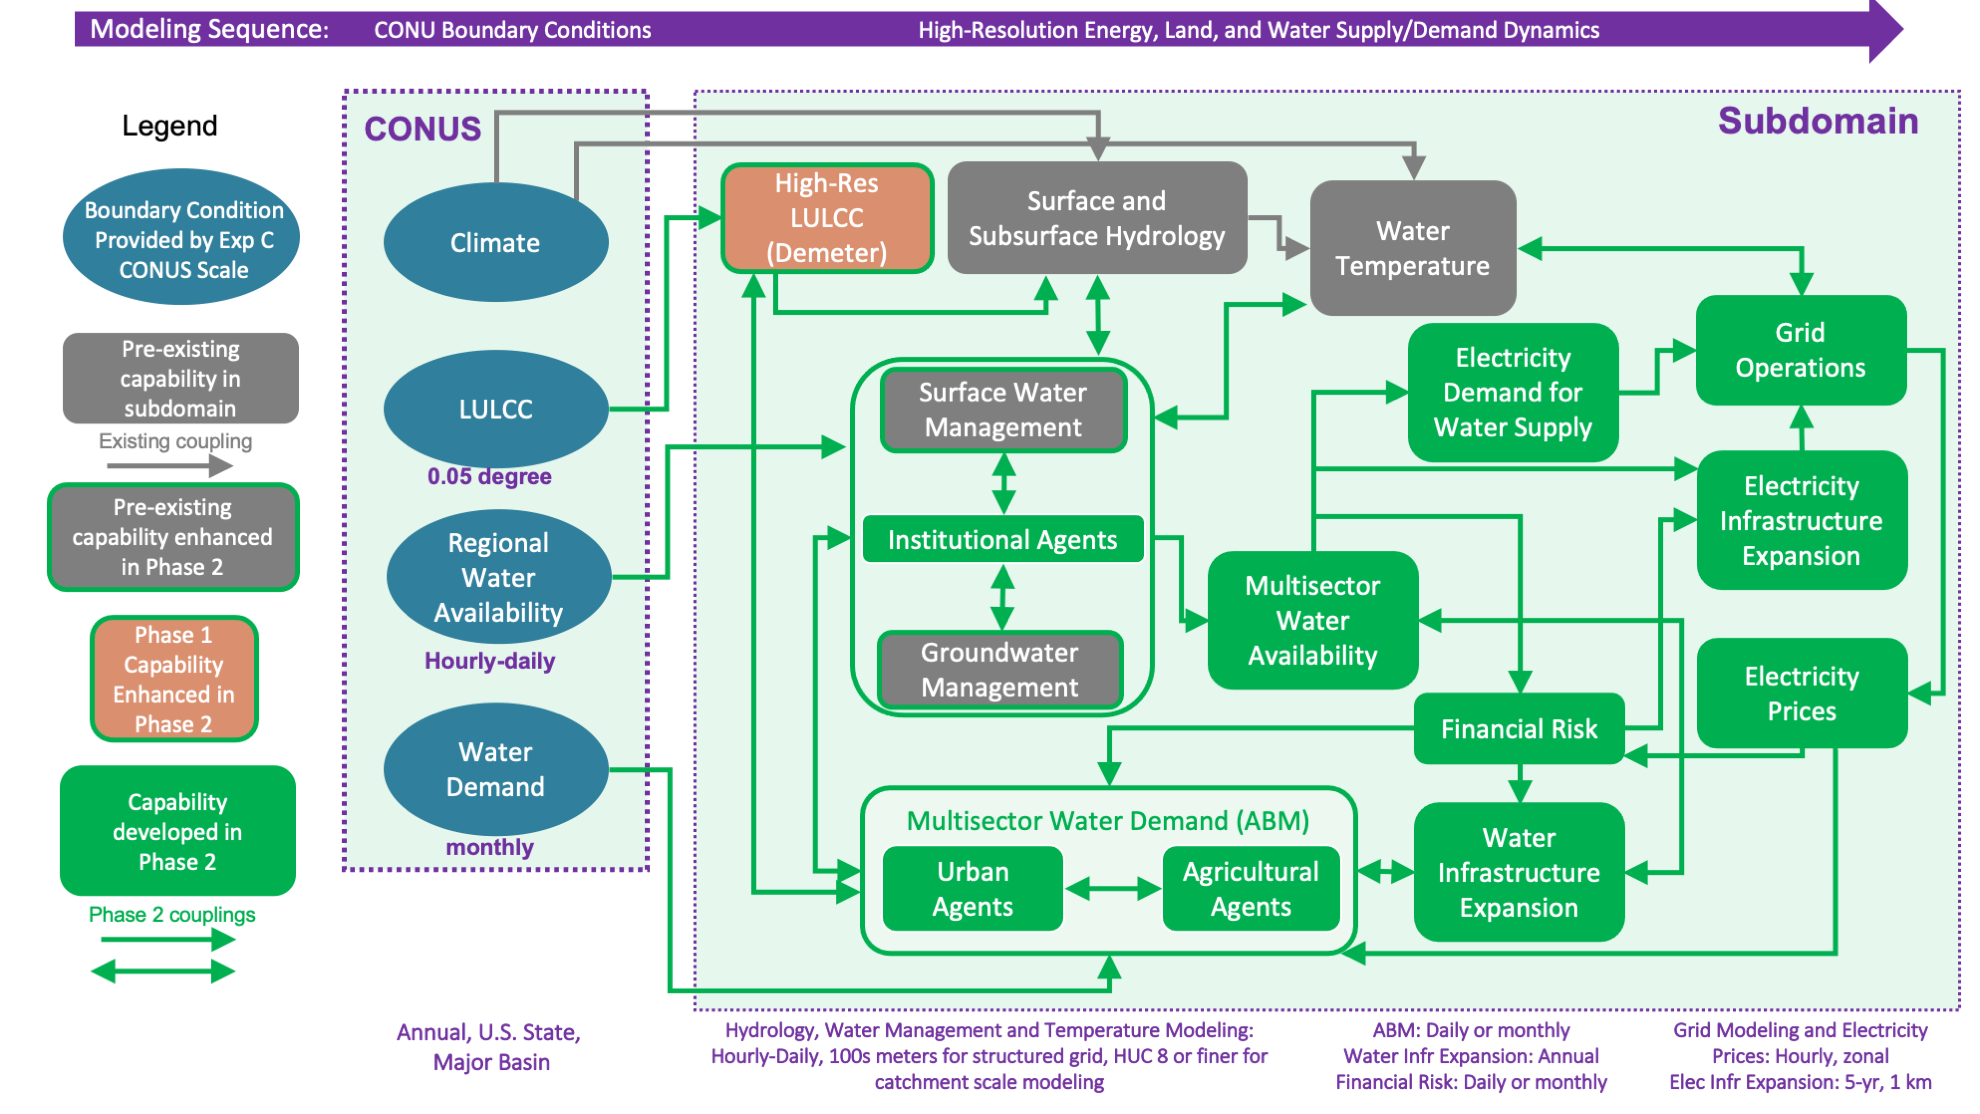 Modeling Sequence: CONU Boundary Conditions High-Resolution Energy, Land, and Water Supply/Demand Dynamics
Legend
Boundary Condition
Provided by Exp C
CONUS Scale
Pre-existing
capability in
subdomain
Existing coupling
Pre-existing
capability enhanced
in Phase 2
Phase 1
Capability
Enhanced in
Phase 2
Capability
developed in
Phase 2
Phase 2 couplings
CONUS
Climate
LULCC
0.05 degree
Regional
Water
Availability
Hourly-daily
Water
Demand
monthly
Annual, U.S. State,
Major Basin
Subdomain
High-Res
LULCC
(Demeter)
Surface and
Subsurface Hydrology
Water
Temperature
Surface Water
Management
Institutional Agents
Groundwater
Management
Electricity
Demand for
Water Supply
Grid
Operations
Electricity
Infrastructure
Expansion
Multisector
Water
Availability
Electricity
Prices
Financial Risk
Multisector Water Demand (ABM)
Urban
Agents
Agricultural
Agents
Water
Infrastructure
Expansion
Hydrology, Water Management and Temperature Modeling:
Hourly-Daily, 100s meters for structured grid, HUC 8 or finer for
catchment scale modeling
ABM: Daily or monthly
Water Infr Expansion: Annual
Financial Risk: Daily or monthly
Grid Modeling and Electricity
Prices: Hourly, zonal
Elec Infr Expansion: 5-yr, 1 km